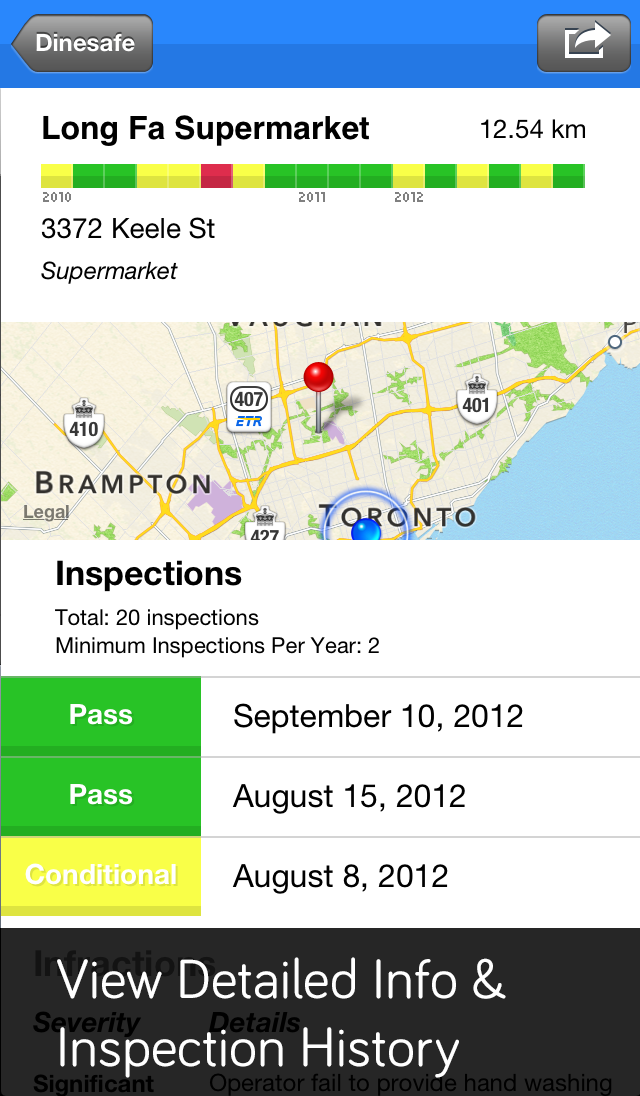 Dinesafe
Long Fa Supermarket 12.54 km
2010 2011 2012
3372 Keele St
Supermarket
VAUGHAN
407
ETR
401
410
BRAMPTON
Legal
TORONTO
427
Inspections
Total: 20 inspections
Minimum Inspections Per Year: 2
Pass September 10, 2012
Pass August 15, 2012
Conditional August 8, 2012
Infractions
View Detailed Info &
Severity Details
Inspection History
Significant Operator fail to provide hand washing